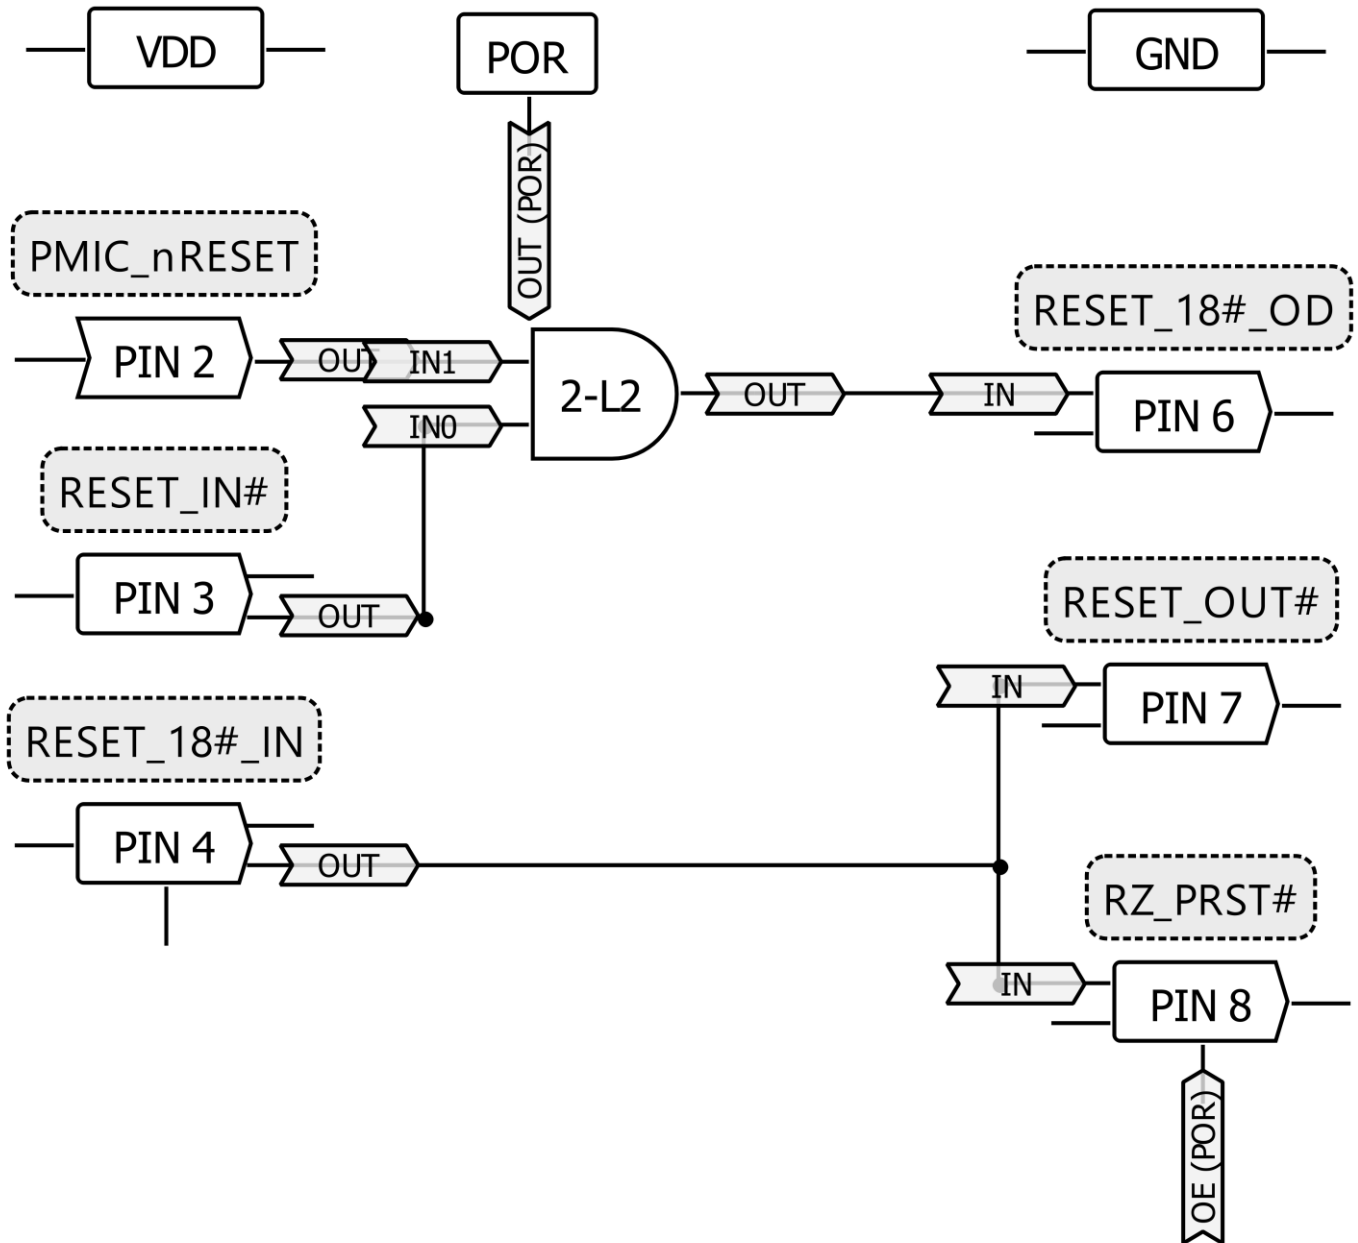 VDD
POR
GND
OUT (POR)
PMIC_nRESET
RESET_18#_OD
PIN 2
OUT
IN1
2-L2
OUT
IN
PIN 6
IN0
RESET_IN#
PIN 3
OUT
RESET_OUT#
IN
PIN 7
RESET_18#_IN
PIN 4
OUT
RZ_PRST#
IN
PIN 8
OE (POR)